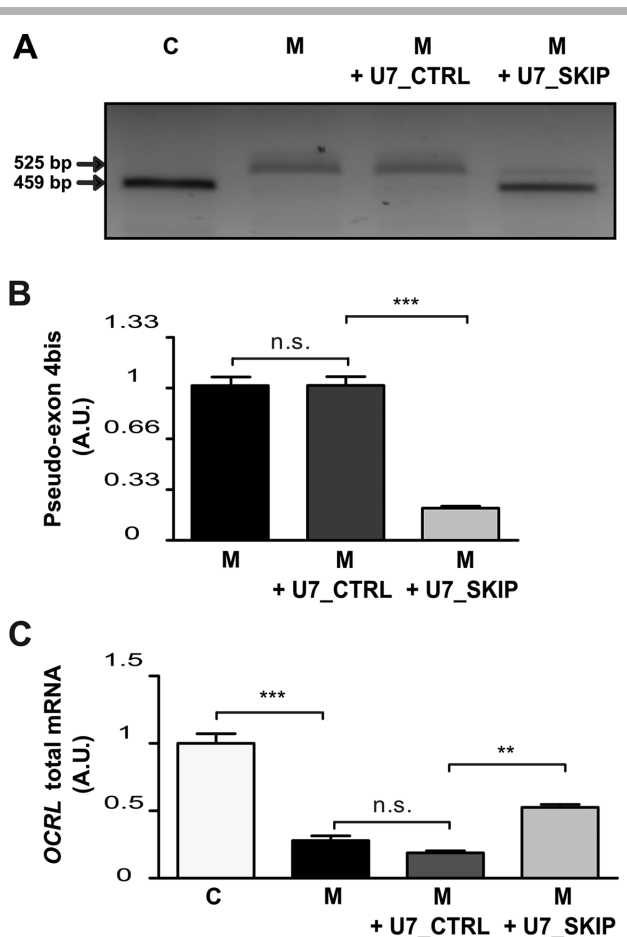 A
C M M M
+ U7_CTRL + U7_SKIP
525 bp
459 bp
B
1.33
1
0.66
0.33
0
Pseudo-exon 4bis
(A.U.)
n.s.
***
M M M
+ U7_CTRL + U7_SKIP
C
1.5
1
0.5
0
OCRL total mRNA
(A.U.)
***
n.s.
**
C M M M
+ U7_CTRL + U7_SKIP